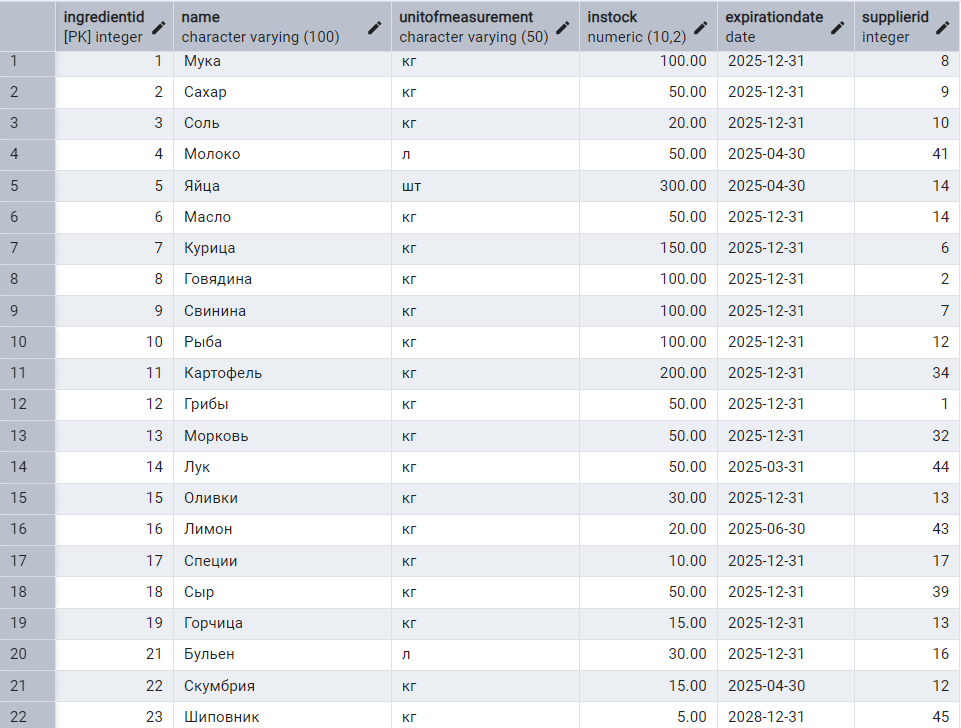 ingredientid name unitofmeasurement instock expirationdate supplierid
[PK] integer character varying (100) character varying (50) numeric (10,2) date integer
1 1 Мука кг 100.00 2025-12-31 8
2 2 Сахар кг 50.00 2025-12-31 9
3 3 Соль кг 20.00 2025-12-31 10
4 4 Молоко л 50.00 2025-04-30 41
5 5 Яйца шт 300.00 2025-04-30 14
6 6 Масло кг 50.00 2025-12-31 14
7 7 Курица кг 150.00 2025-12-31 6
8 8 Говядина кг 100.00 2025-12-31 2
9 9 Свинина кг 100.00 2025-12-31 7
10 10 Рыба кг 100.00 2025-12-31 12
11 11 Картофель кг 200.00 2025-12-31 34
12 12 Грибы кг 50.00 2025-12-31 1
13 13 Морковь кг 50.00 2025-12-31 32
14 14 Лук кг 50.00 2025-03-31 44
15 15 Оливки кг 30.00 2025-12-31 13
16 16 Лимон кг 20.00 2025-06-30 43
17 17 Специи кг 10.00 2025-12-31 17
18 18 Сыр кг 50.00 2025-12-31 39
19 19 Горчица кг 15.00 2025-12-31 13
20 21 Бульен л 30.00 2025-12-31 16
21 22 Скумбрия кг 15.00 2025-04-30 12
22 23 Шиповник кг 5.00 2028-12-31 45